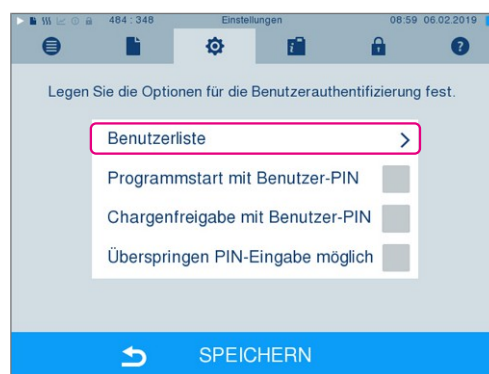 484 : 348 Einstellungen 08:59 06.02.2019
Legen Sie die Optionen für die Benutzerauthentifizierung fest.
Benutzerliste
Programmstart mit Benutzer-PIN
Chargenfreigabe mit Benutzer-PIN
Überspringen PIN-Eingabe möglich
SPEICHERN